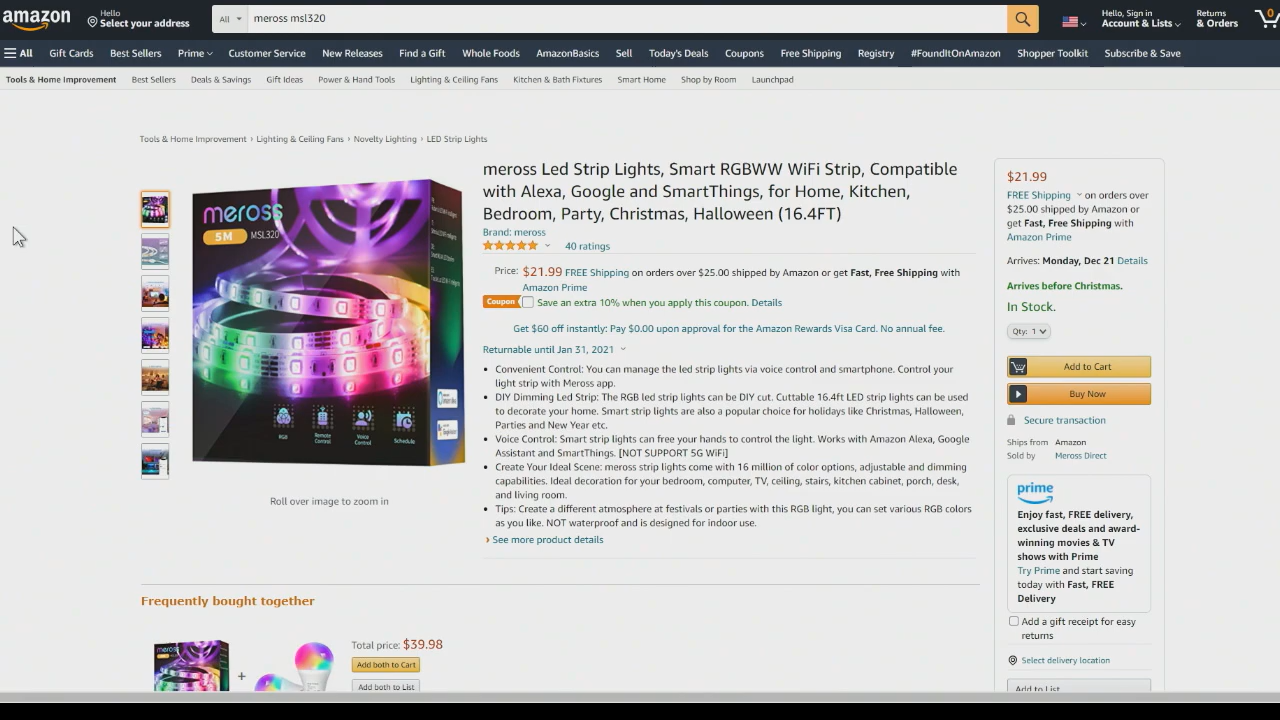 amazon
Hello
Select your address
All
meross msl320
Hello, Sign in
Account & Lists
Returns
& Orders
0
All
Gift Cards
Best Sellers
Prime
Customer Service
New Releases
Find a Gift
Whole Foods
AmazonBasics
Sell
Today's Deals
Coupons
Free Shipping
Registry
#FoundItOnAmazon
Shopper Toolkit
Subscribe & Save
Tools & Home Improvement
Best Sellers
Deals & Savings
Gift Ideas
Power & Hand Tools
Lighting & Ceiling Fans
Kitchen & Bath Fixtures
Smart Home
Shop by Room
Launchpad
Tools & Home Improvement › Lighting & Ceiling Fans › Novelty Lighting › LED Strip Lights
meross
5M MSL320
RGB
Remote Control
Voice Control
Schedule
Roll over image to zoom in
meross Led Strip Lights, Smart RGBWW WiFi Strip, Compatible
with Alexa, Google and SmartThings, for Home, Kitchen,
Bedroom, Party, Christmas, Halloween (16.4FT)
Brand: meross
40 ratings
Price: $21.99 FREE Shipping on orders over $25.00 shipped by Amazon or get Fast, Free Shipping with
Amazon Prime
Coupon Save an extra 10% when you apply this coupon. Details
Get $60 off instantly: Pay $0.00 upon approval for the Amazon Rewards Visa Card. No annual fee.
Returnable until Jan 31, 2021
• Convenient Control: You can manage the led strip lights via voice control and smartphone. Control your
light strip with Meross app.
• DIY Dimming Led Strip: The RGB led strip lights can be DIY cut. Cuttable 16.4ft LED strip lights can be used
to decorate your home. Smart strip lights are also a popular choice for holidays like Christmas, Halloween,
Parties and New Year etc.
• Voice Control: Smart strip lights can free your hands to control the light. Works with Amazon Alexa, Google
Assistant and SmartThings. [NOT SUPPORT 5G WiFi]
• Create Your Ideal Scene: meross strip lights come with 16 million of color options, adjustable and dimming
capabilities. Ideal decoration for your bedroom, computer, TV, ceiling, stairs, kitchen cabinet, porch, desk,
and living room.
• Tips: Create a different atmosphere at festivals or parties with this RGB light, you can set various RGB colors
as you like. NOT waterproof and is designed for indoor use.
› See more product details
$21.99
FREE Shipping on orders over
$25.00 shipped by Amazon or
get Fast, Free Shipping with
Amazon Prime
Arrives: Monday, Dec 21 Details
Arrives before Christmas.
In Stock.
Qty: 1
Add to Cart
Buy Now
Secure transaction
Ships from Amazon
Sold by Meross Direct
prime
Enjoy fast, FREE delivery,
exclusive deals and award-
winning movies & TV
shows with Prime
Try Prime and start saving
today with Fast, FREE
Delivery
Add a gift receipt for easy
returns
Select delivery location
Add to List
Frequently bought together
meross
+
Total price: $39.98
Add both to Cart
Add both to List